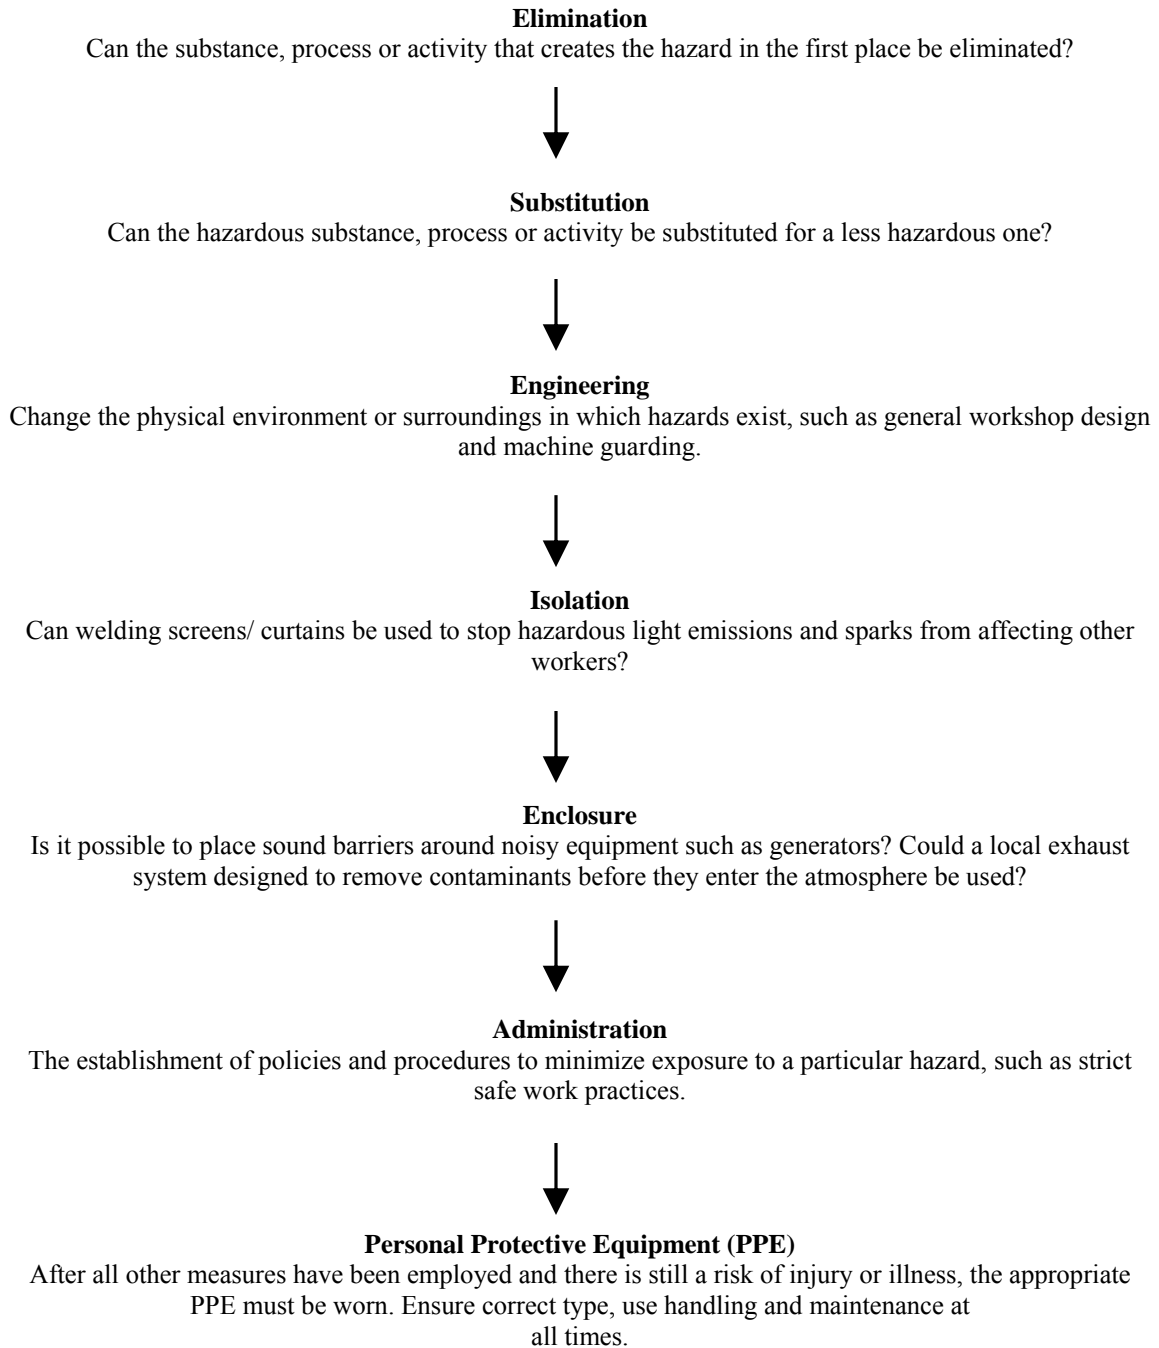 Elimination
Can the substance, process or activity that creates the hazard in the first place be eliminated?
Substitution
Can the hazardous substance, process or activity be substituted for a less hazardous one?
Engineering
Change the physical environment or surroundings in which hazards exist, such as general workshop design
and machine guarding.
Isolation
Can welding screens/ curtains be used to stop hazardous light emissions and sparks from affecting other
workers?
Enclosure
Is it possible to place sound barriers around noisy equipment such as generators? Could a local exhaust
system designed to remove contaminants before they enter the atmosphere be used?
Administration
The establishment of policies and procedures to minimize exposure to a particular hazard, such as strict
safe work practices.
Personal Protective Equipment (PPE)
After all other measures have been employed and there is still a risk of injury or illness, the appropriate
PPE must be worn. Ensure correct type, use handling and maintenance at
all times.